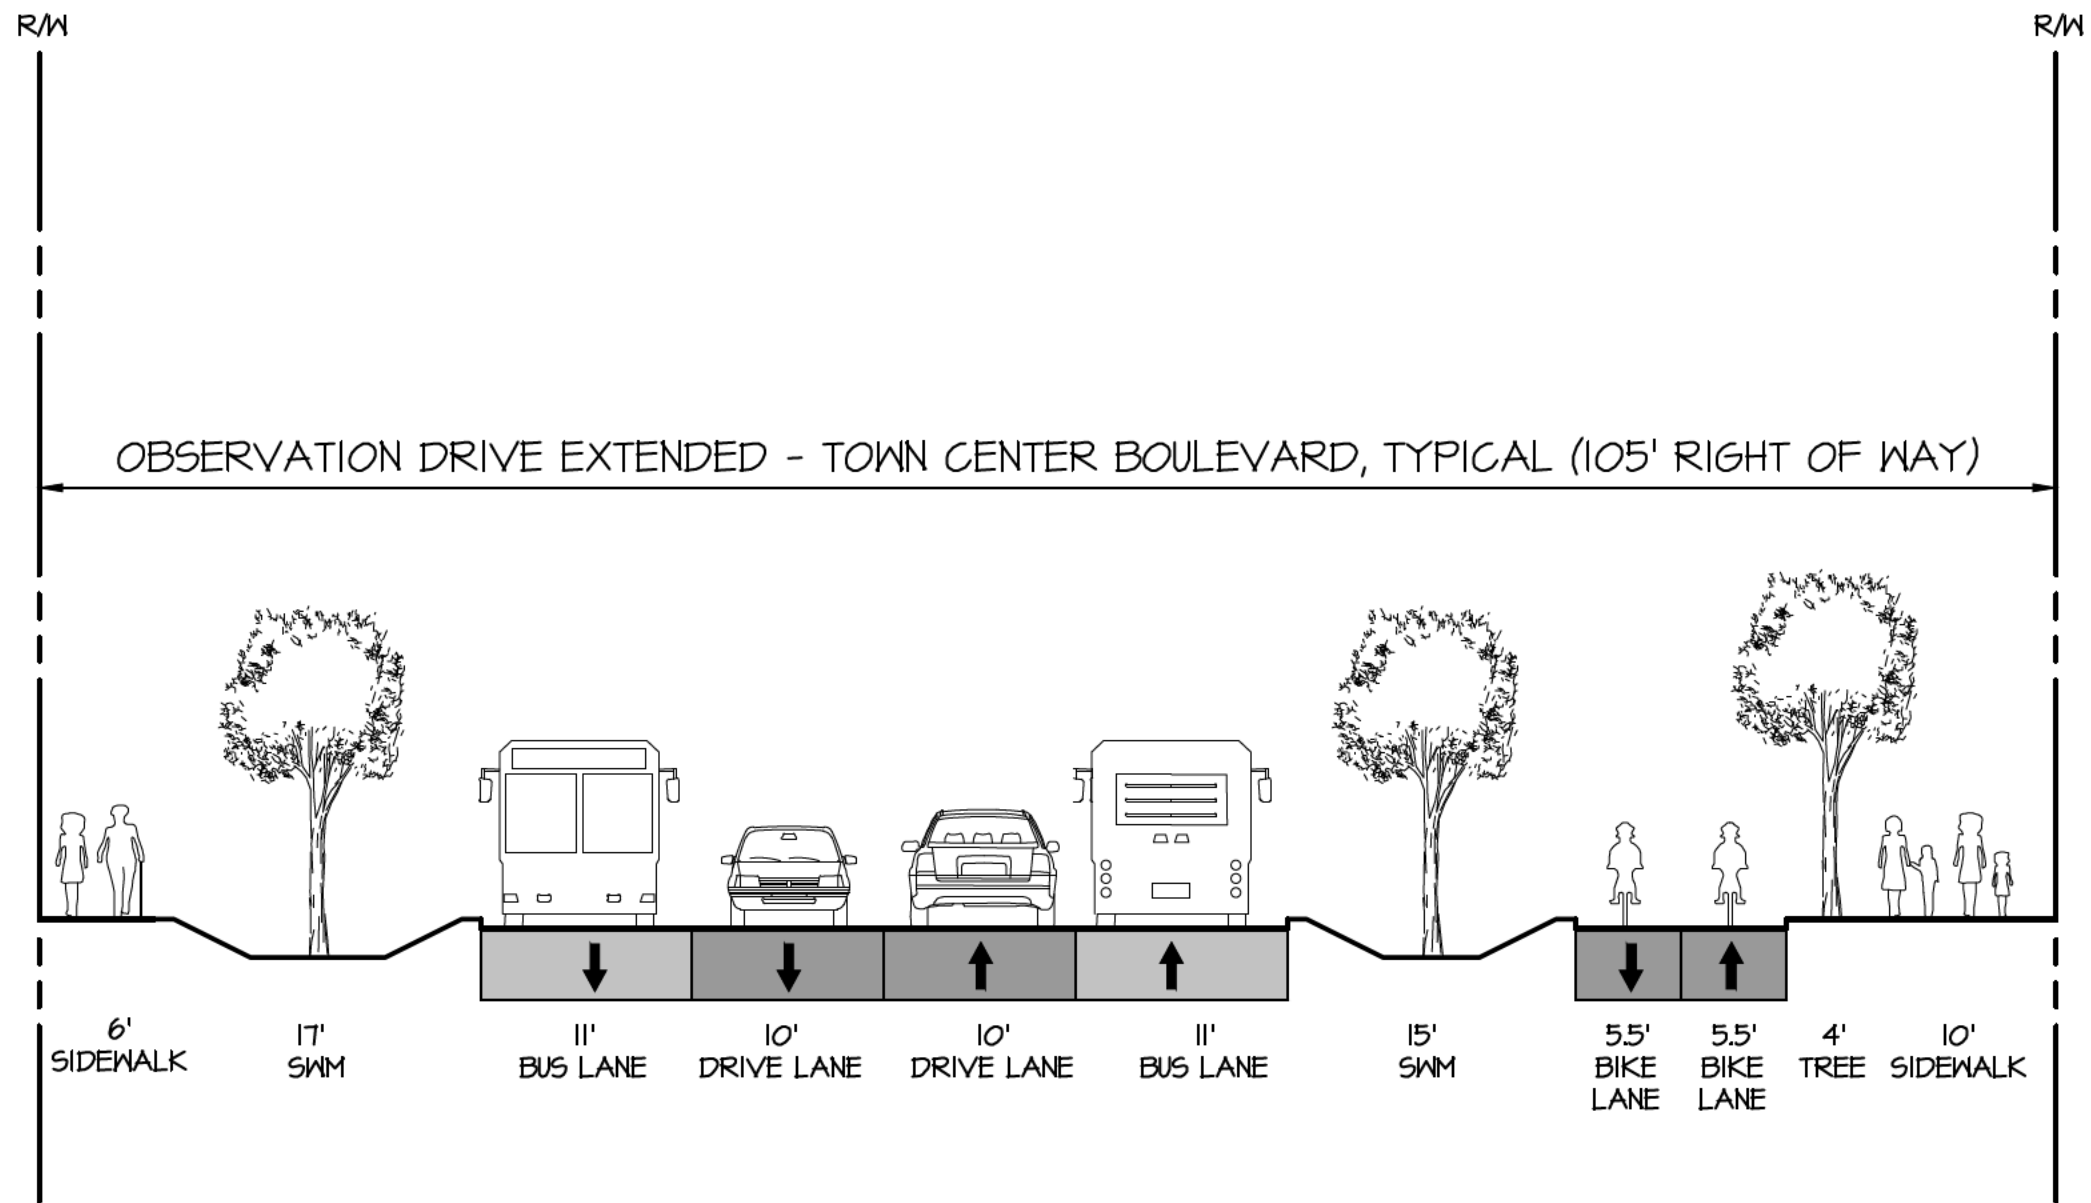 R/W R/W
OBSERVATION DRIVE EXTENDED - TOWN CENTER BOULEVARD, TYPICAL (105' RIGHT OF WAY)
6'
SIDEWALK
17'
SWM
11'
BUS LANE
10'
DRIVE LANE
10'
DRIVE LANE
11'
BUS LANE
15'
SWM
5.5'
BIKE
LANE
5.5'
BIKE
LANE
4'
TREE
10'
SIDEWALK